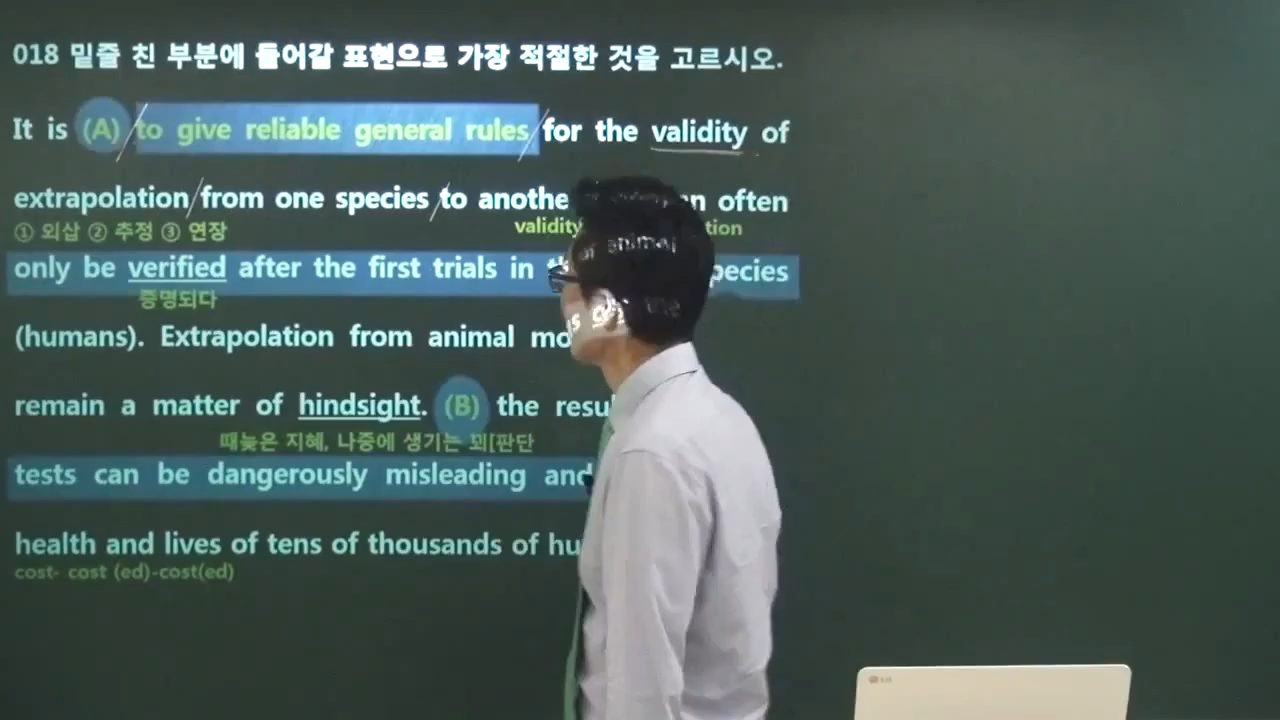 018 밑줄 친 부분에 들어갈 표현으로 가장 적절한 것을 고르시오.
It is (A) to give reliable general rules for the validity of
extrapolation from one species to often
① 외삽 ② 추정 ③ 연장 validity
only be verified after the first trials in
증명되다
(humans). Extrapolation from animal
remain a matter of hindsight. (B) the
때늦은 지혜, 나중에 생기는 꾀[판단
tests can be dangerously misleading and
health and lives of tens of thousands of
cost- cost (ed)-cost(ed)
animal
the
LG